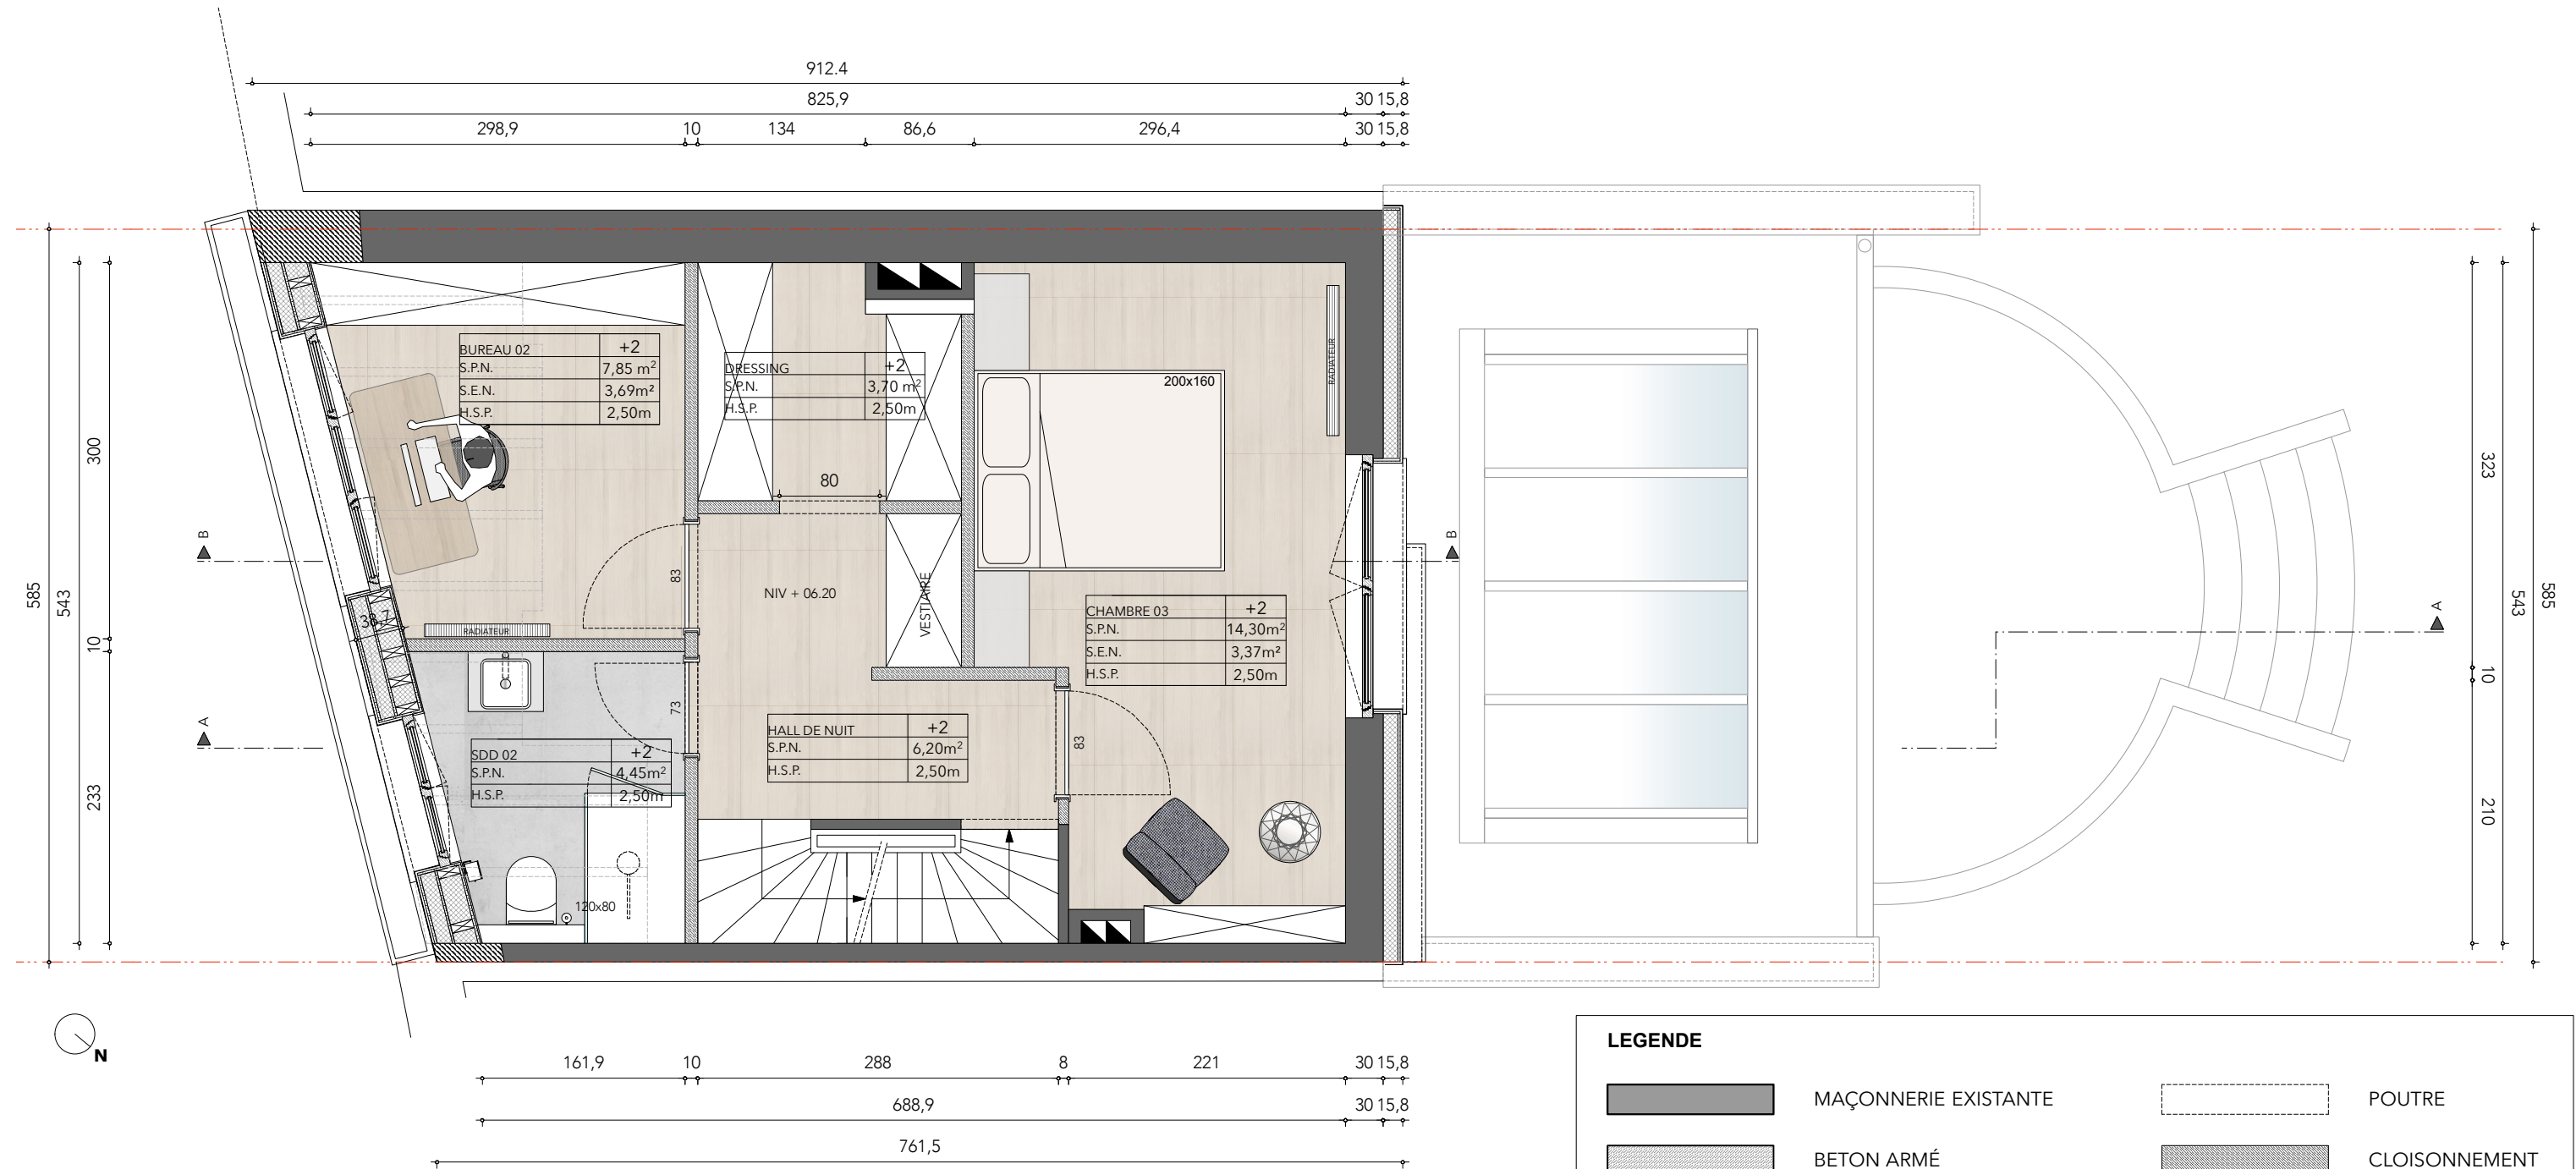 912.4
825,9 30 15,8
298,9 10 134 86,6 296,4 30 15,8
585
543
300
10
233
BUREAU 02 +2
S.P.N. 7,85 m²
S.E.N. 3,69m²
H.S.P. 2,50m
DRESSING +2
S.P.N. 3,70 m²
H.S.P. 2,50m
200x160
RADIATEUR
80
B
B
83
NIV + 06.20
VESTIAIRE
38,7
RADIATEUR
CHAMBRE 03 +2
S.P.N. 14,30m²
S.E.N. 3,37m²
H.S.P. 2,50m
A
A
73
83
HALL DE NUIT +2
S.P.N. 6,20m²
H.S.P. 2,50m
SDD 02 +2
S.P.N. 4,45m²
H.S.P. 2,50m
120x80
323
10
210
543
585
N
161,9 10 288 8 221 30 15,8
688,9 30 15,8
761,5
LEGENDE
MAÇONNERIE EXISTANTE POUTRE
BETON ARMÉ CLOISONNEMENT